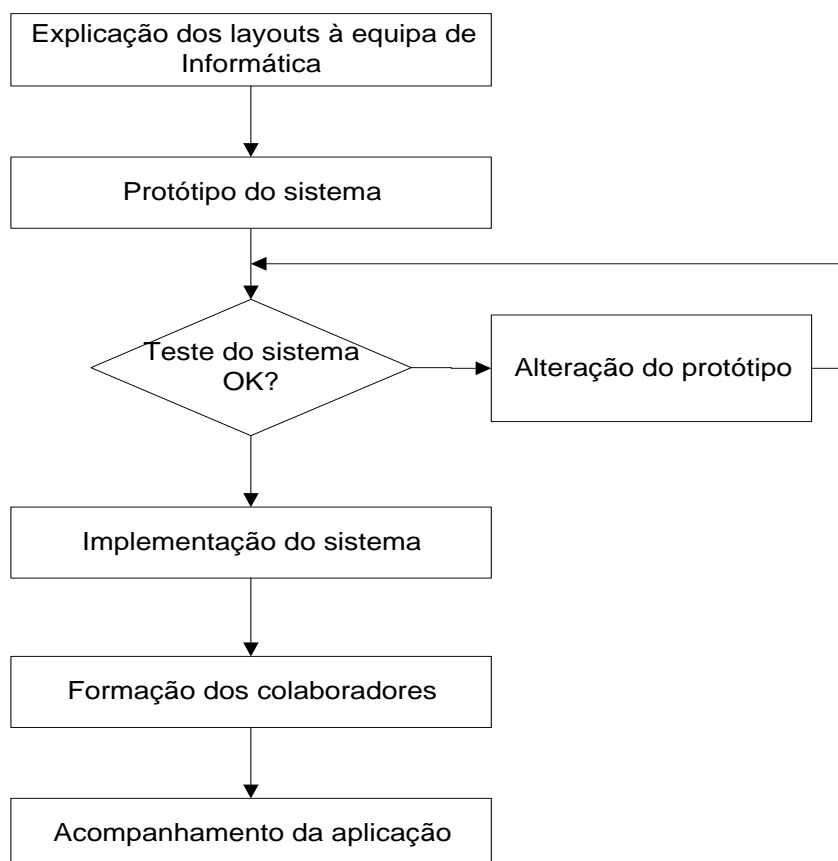 Explicação dos layouts à equipa de
Informática
Protótipo do sistema
Teste do sistema
OK?
Alteração do protótipo
Implementação do sistema
Formação dos colaboradores
Acompanhamento da aplicação